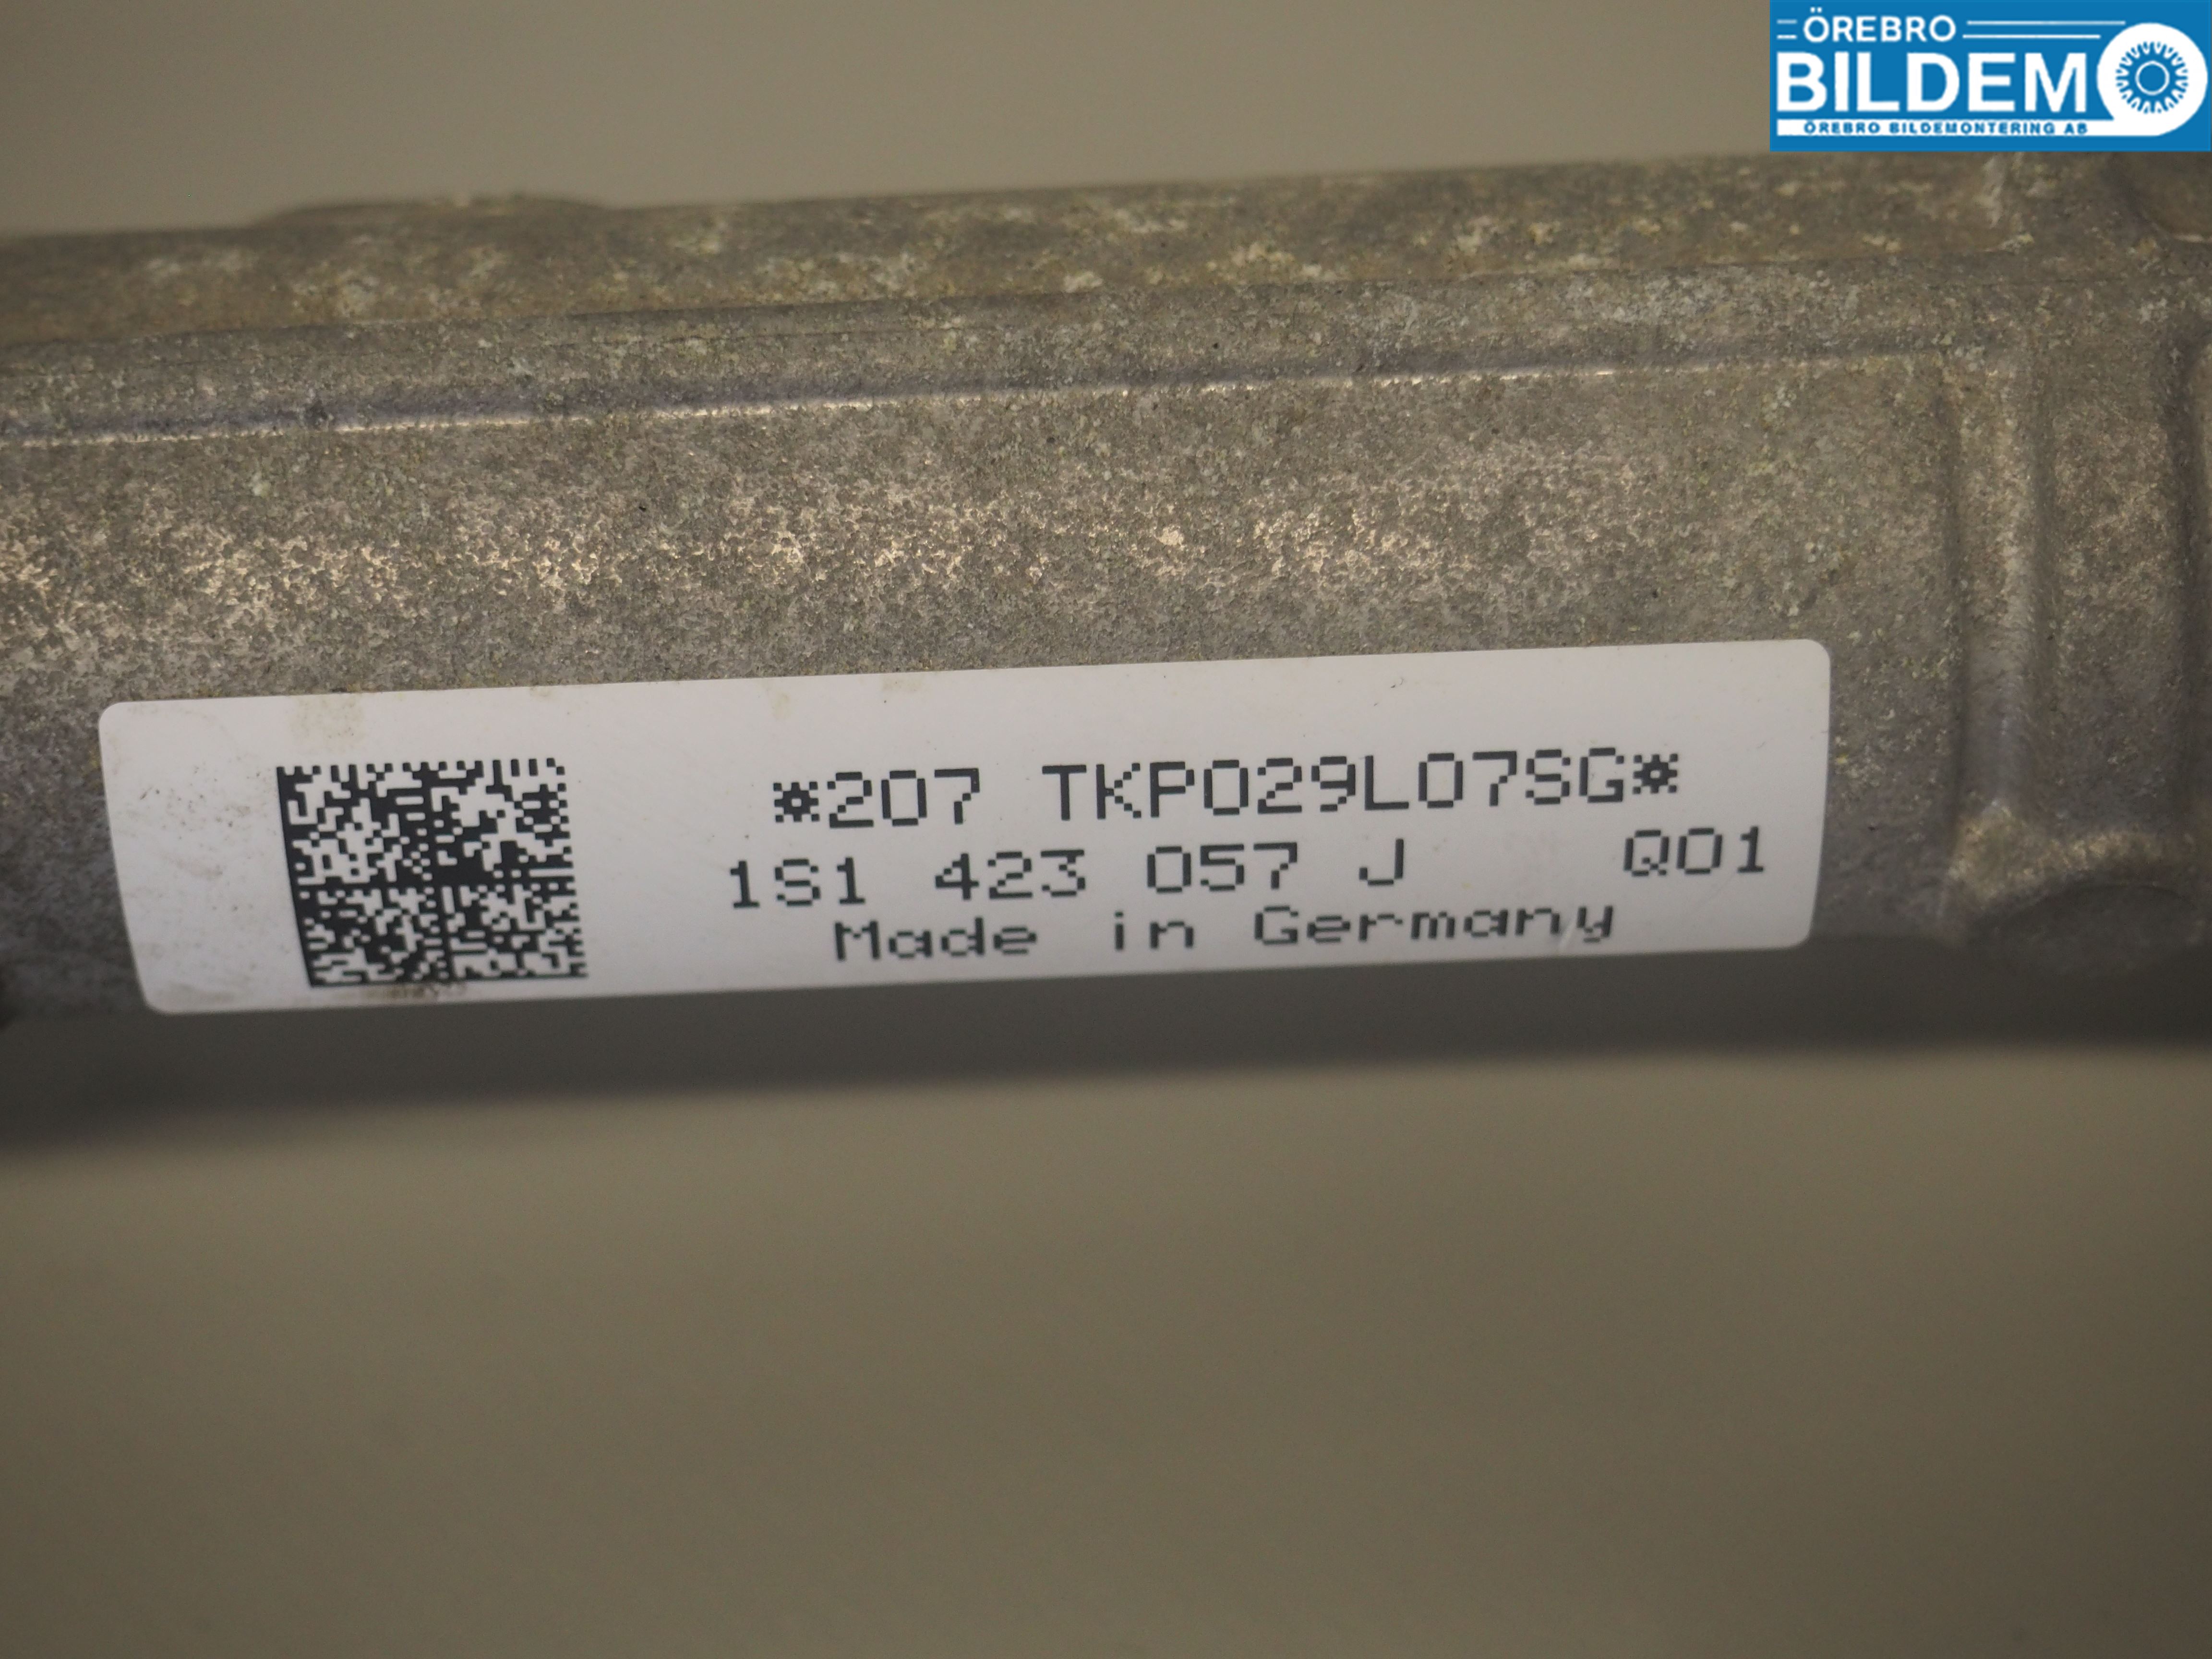 ÖREBRO
BILDEM
ÖREBRO BILDEMONTERING AB
*207 TKP029L07SG*
1S1 423 057 J Q01
Made in Germany